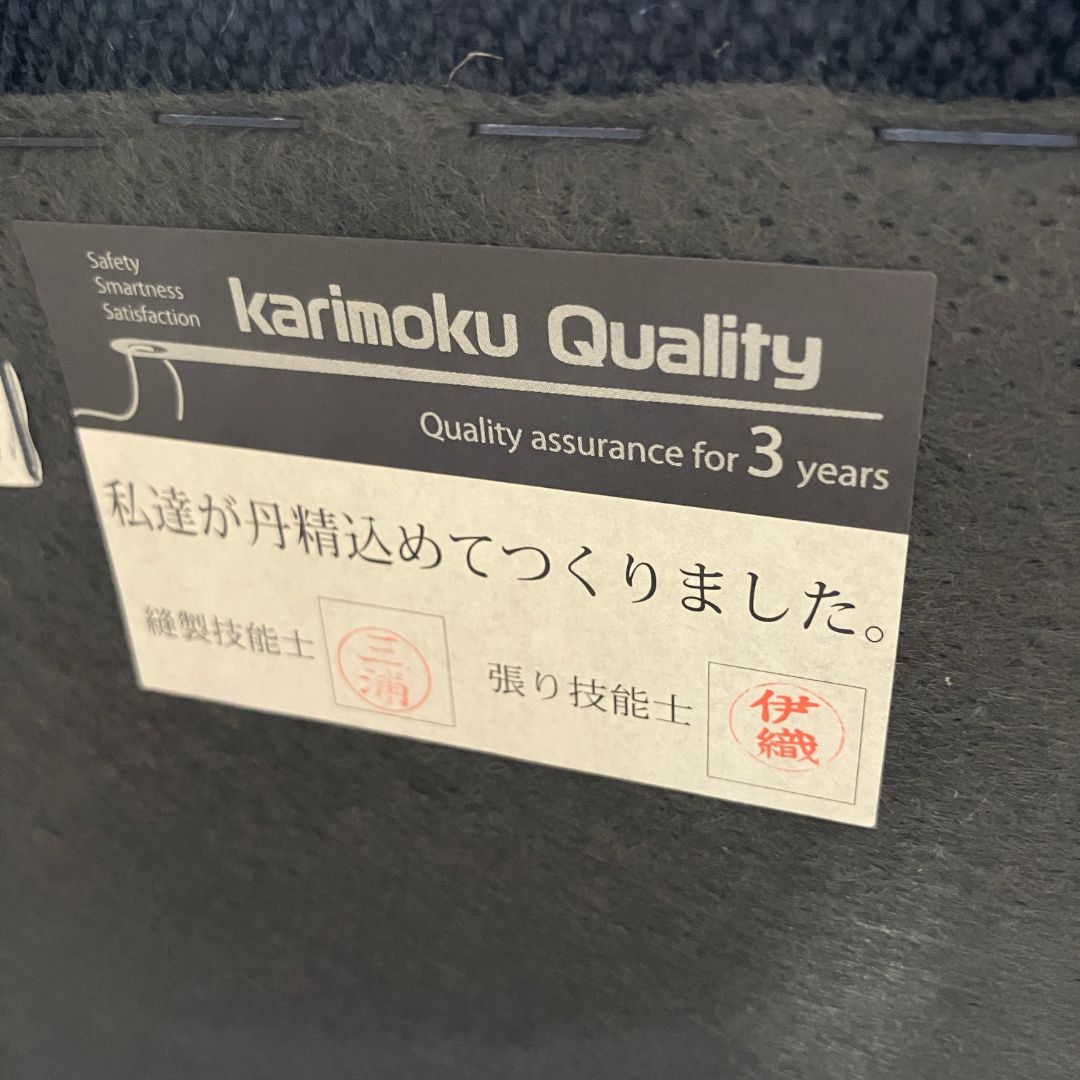 Safety
Smartness
Satisfaction
karimoku Quality
Quality assurance for 3 years
私達が丹精込めてつくりました。
縫製技能士
三浦
張り技能士
伊織